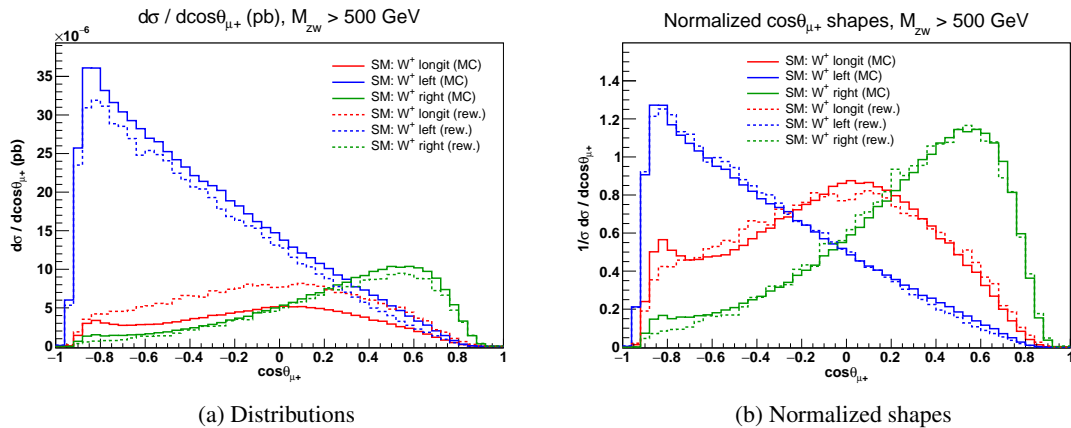 dσ / dcosθμ+ (pb), Mzw > 500 GeV
×10⁻⁶
dσ / dcosθμ+ (pb)
35
30
25
20
15
10
5
0
SM: W⁺ longit (MC)
SM: W⁺ left (MC)
SM: W⁺ right (MC)
SM: W⁺ longit (rew.)
SM: W⁺ left (rew.)
SM: W⁺ right (rew.)
−1 −0.8 −0.6 −0.4 −0.2 0 0.2 0.4 0.6 0.8 1
cosθμ+
(a) Distributions
Normalized cosθμ+ shapes, Mzw > 500 GeV
1/σ dσ / dcosθμ+
1.4
1.2
1.0
0.8
0.6
0.4
0.2
0
SM: W⁺ longit (MC)
SM: W⁺ left (MC)
SM: W⁺ right (MC)
SM: W⁺ longit (rew.)
SM: W⁺ left (rew.)
SM: W⁺ right (rew.)
−1 −0.8 −0.6 −0.4 −0.2 0 0.2 0.4 0.6 0.8 1
cosθμ+
(b) Normalized shapes